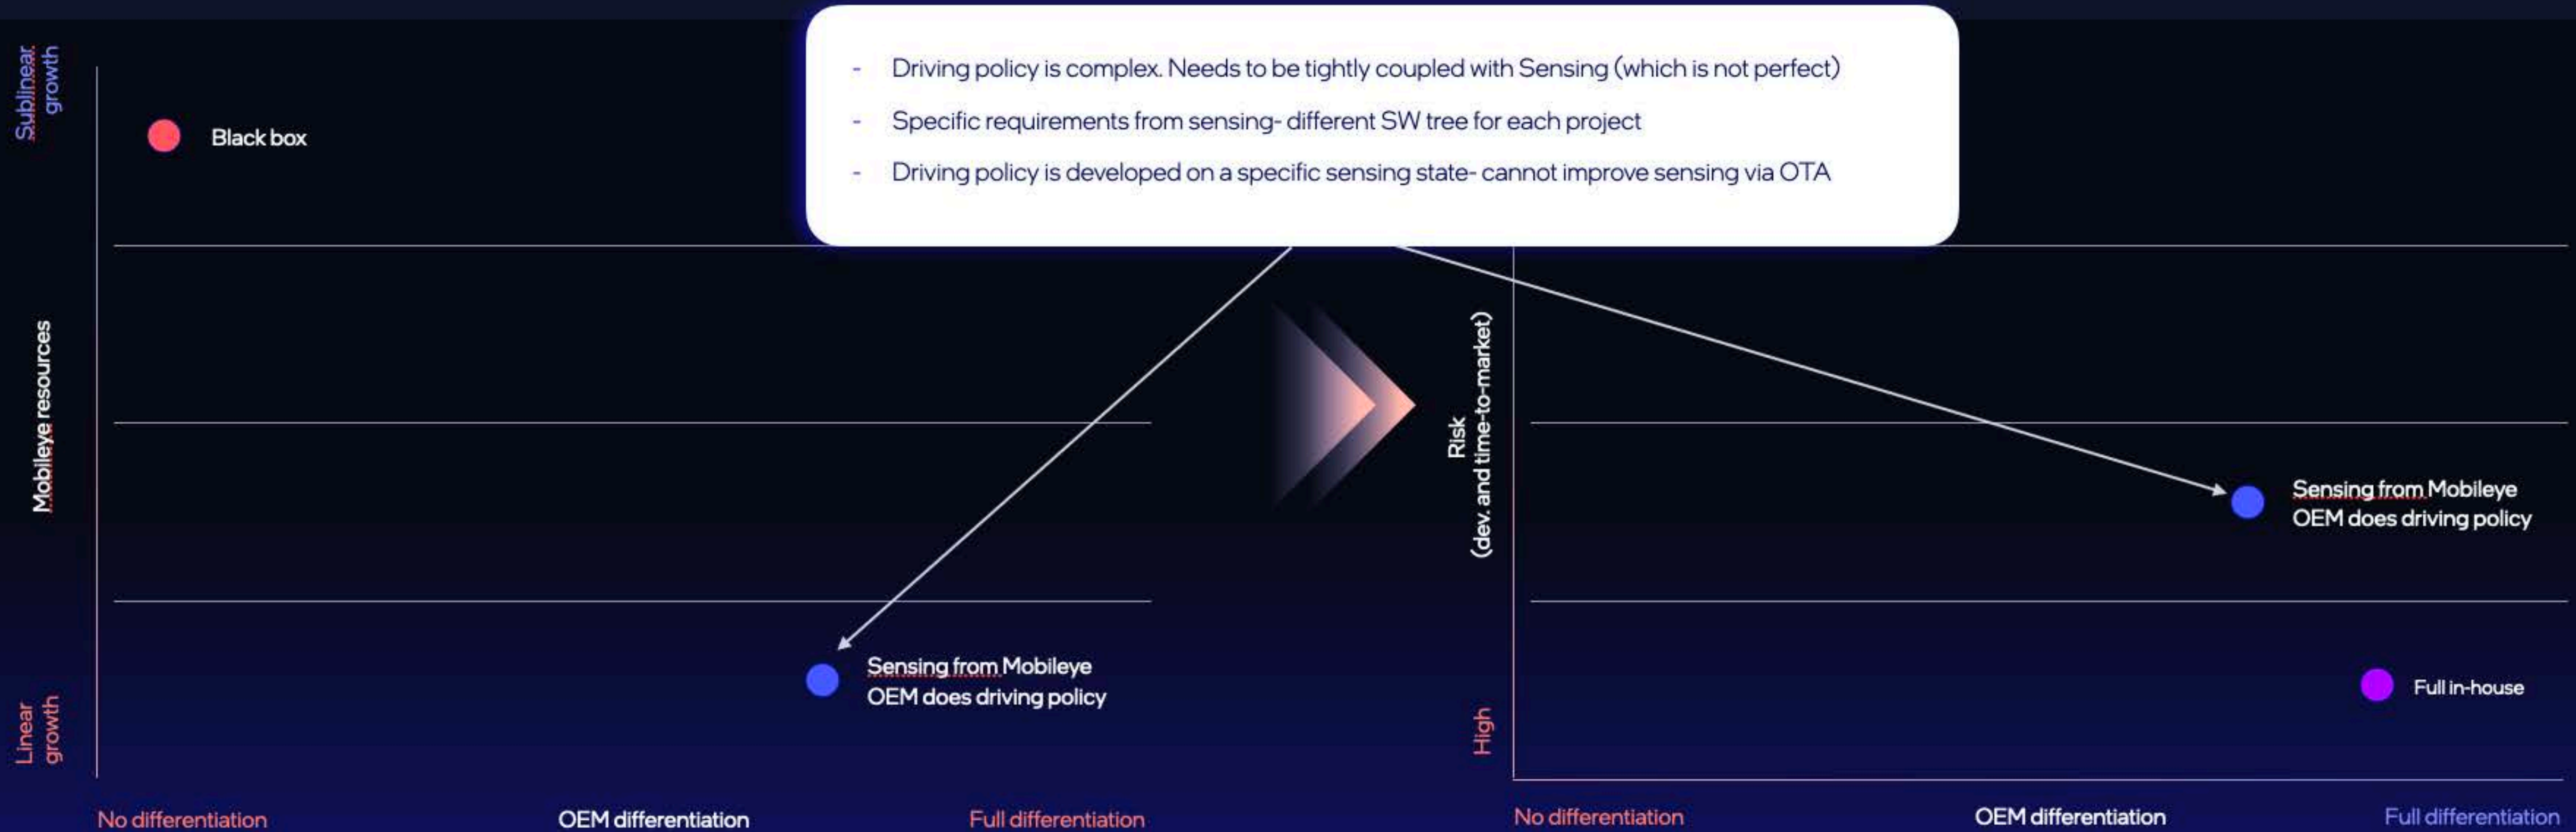 - Driving policy is complex. Needs to be tightly coupled with Sensing (which is not perfect)
- Specific requirements from sensing- different SW tree for each project
- Driving policy is developed on a specific sensing state- cannot improve sensing via OTA
Sublinear
growth
Mobileye resources
Linear
growth
Black box
Sensing from Mobileye
OEM does driving policy
No differentiation
OEM differentiation
Full differentiation
Risk
(dev. and time-to-market)
High
Sensing from Mobileye
OEM does driving policy
Full in-house
No differentiation
OEM differentiation
Full differentiation